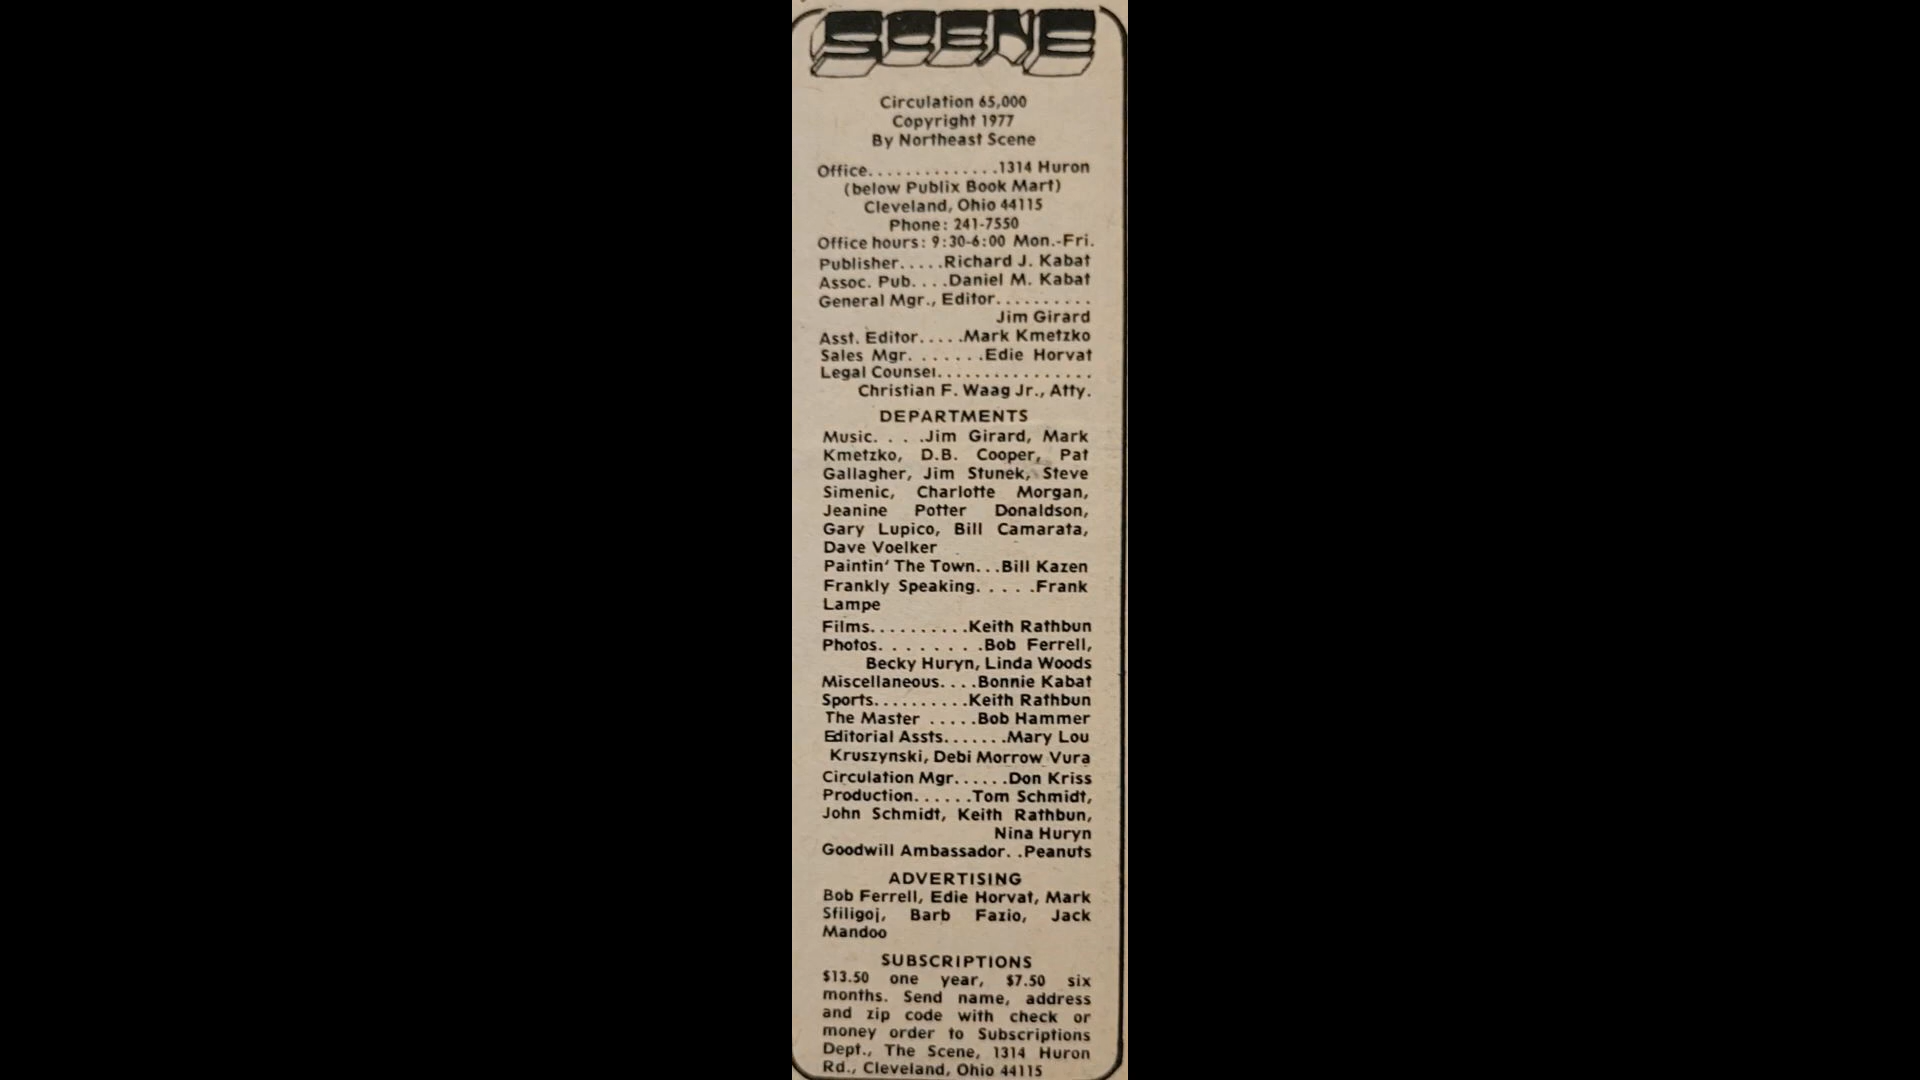 SCENE
Circulation 65,000
Copyright 1977
By Northeast Scene
Office..............1314 Huron
(below Publix Book Mart)
Cleveland, Ohio 44115
Phone: 241-7550
Office hours: 9:30-6:00 Mon.-Fri.
Publisher.....Richard J. Kabat
Assoc. Pub....Daniel M. Kabat
General Mgr., Editor..........
Jim Girard
Asst. Editor.....Mark Kmetzko
Sales Mgr. . . . . . .Edie Horvat
Legal Counsel................
Christian F. Waag Jr., Atty.
DEPARTMENTS
Music. . . .Jim Girard, Mark
Kmetzko, D.B. Cooper, Pat
Gallagher, Jim Stunek, Steve
Simenic, Charlotte Morgan,
Jeanine Potter Donaldson,
Gary Lupico, Bill Camarata,
Dave Voelker
Paintin' The Town...Bill Kazen
Frankly Speaking. . . . .Frank
Lampe
Films..........Keith Rathbun
Photos. . . . . . . .Bob Ferrell,
Becky Huryn, Linda Woods
Miscellaneous....Bonnie Kabat
Sports..........Keith Rathbun
The Master .....Bob Hammer
Editorial Assts.......Mary Lou
Kruszynski, Debi Morrow Vura
Circulation Mgr......Don Kriss
Production......Tom Schmidt,
John Schmidt, Keith Rathbun,
Nina Huryn
Goodwill Ambassador. .Peanuts
ADVERTISING
Bob Ferrell, Edie Horvat, Mark
Sfiligoj, Barb Fazio, Jack
Mandoo
SUBSCRIPTIONS
$13.50 one year, $7.50 six
months. Send name, address
and zip code with check or
money order to Subscriptions
Dept., The Scene, 1314 Huron
Rd., Cleveland, Ohio 44115